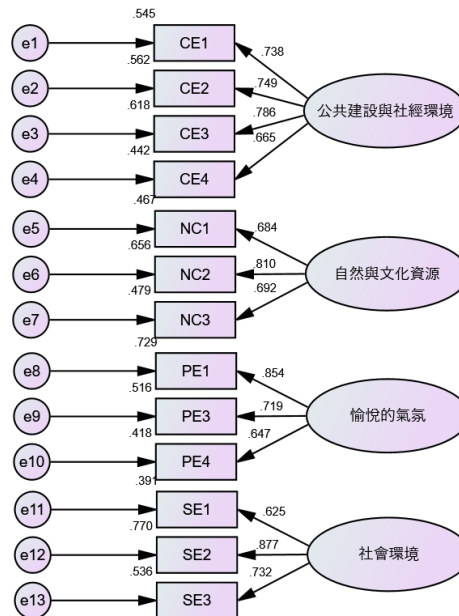 .545
e1 CE1 .738
.562
e2 CE2 .749
.618
e3 CE3 .786
公共建設與社經環境
.442
.665
e4 CE4
.467
e5 NC1 .684
.656
e6 NC2 .810
自然與文化資源
.479
.692
e7 NC3
.729
e8 PE1 .854
.516
e9 PE3 .719
愉悅的氣氛
.418
.647
e10 PE4
.391
e11 SE1 .625
.770
e12 SE2 .877
社會環境
.536
.732
e13 SE3